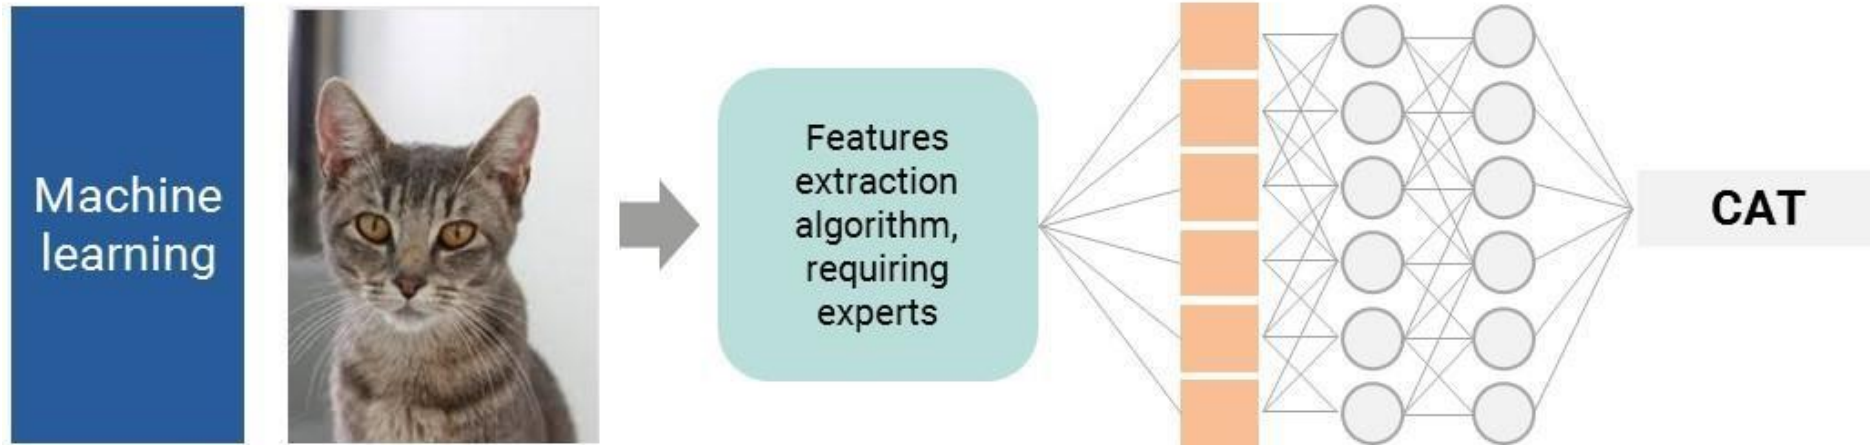 Machine
learning
Features
extraction
algorithm,
requiring
experts
CAT